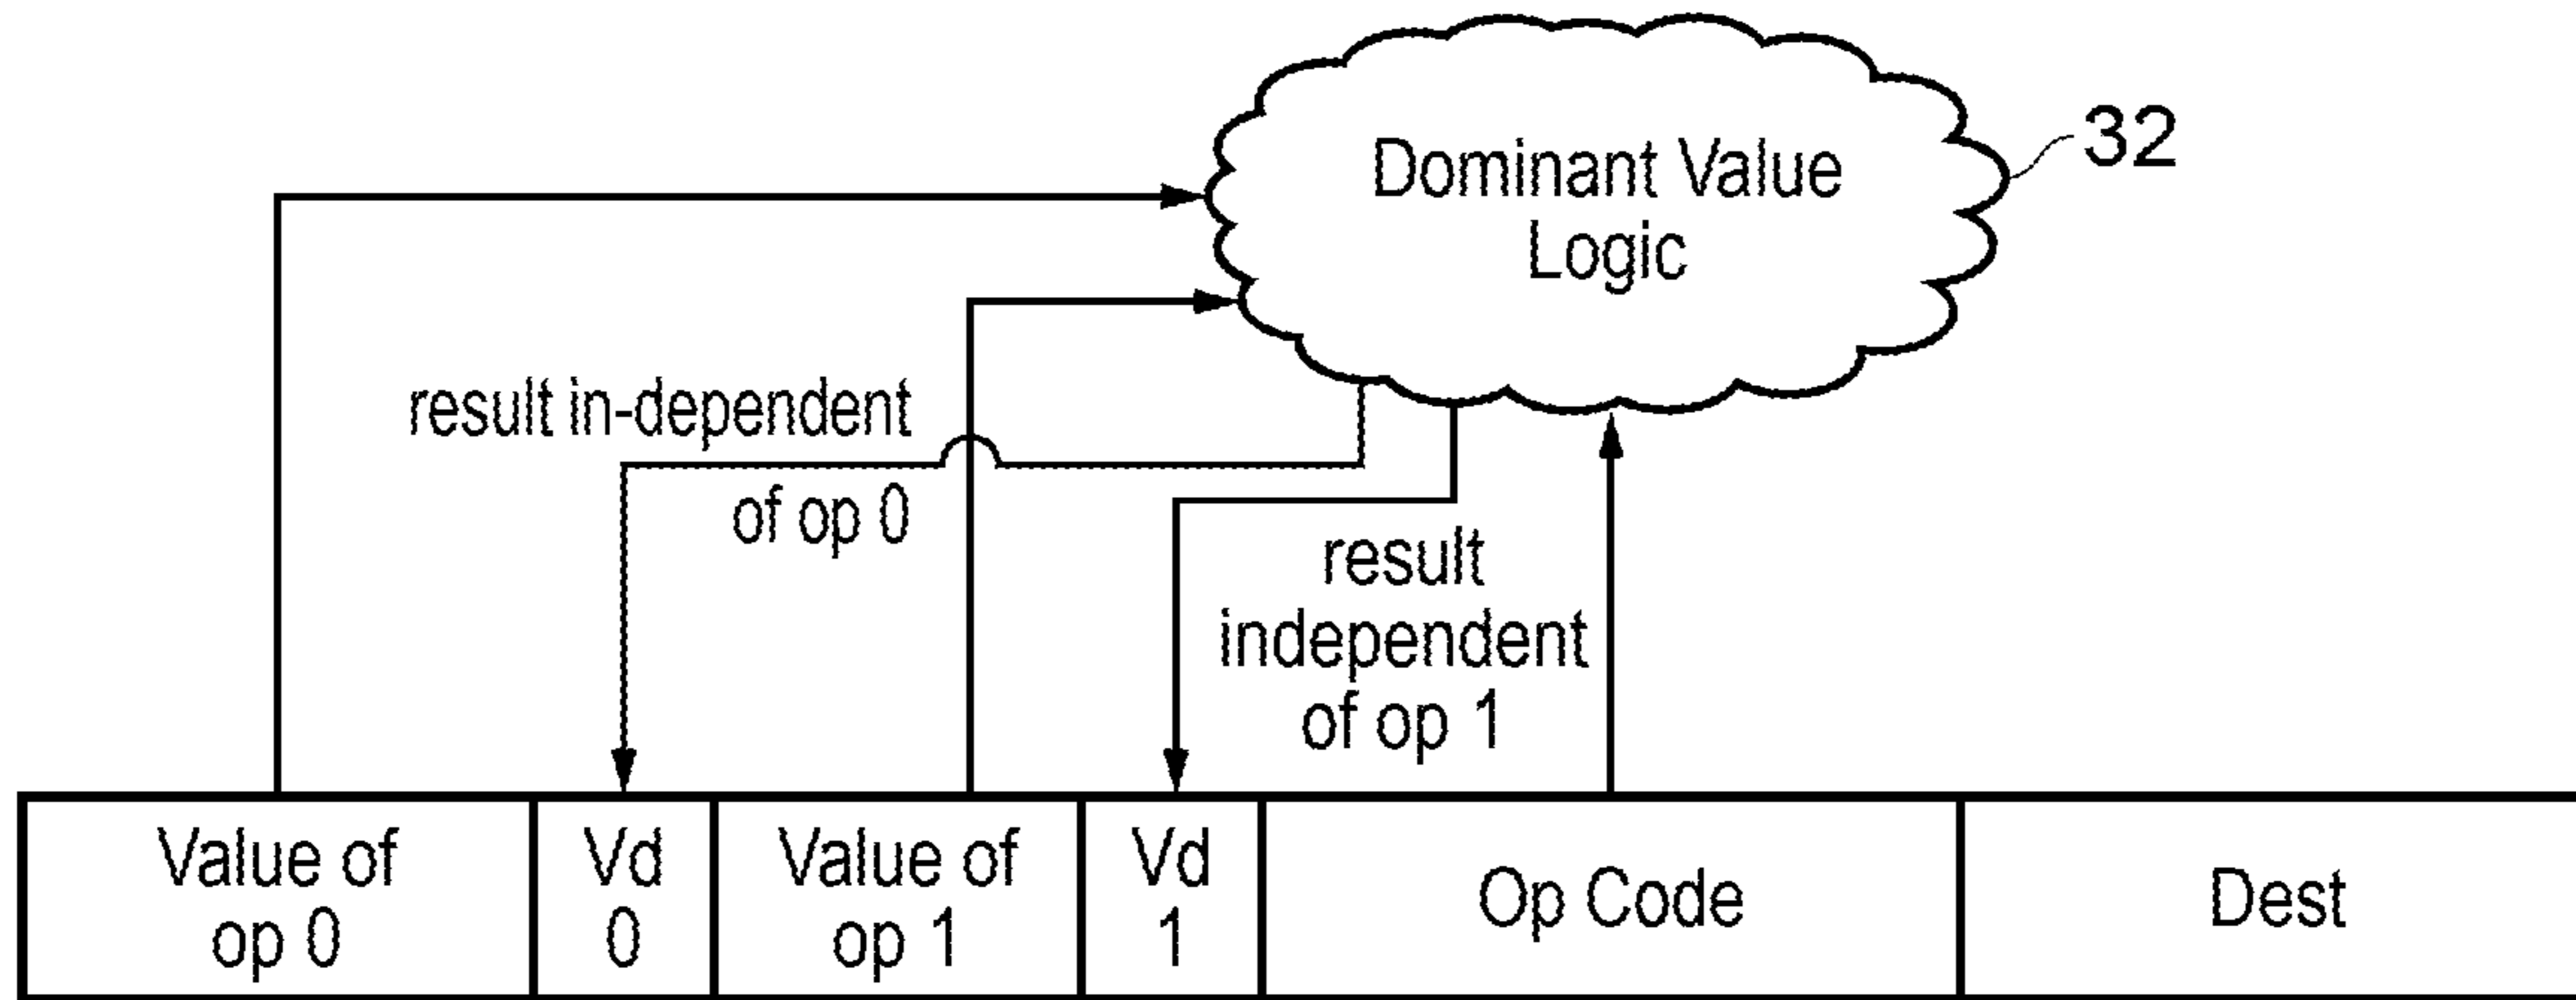 Dominant Value
Logic
32
result in-dependent
of op 0
result
independent
of op 1
Value of
op 0
Vd
0
Value of
op 1
Vd
1
Op Code
Dest